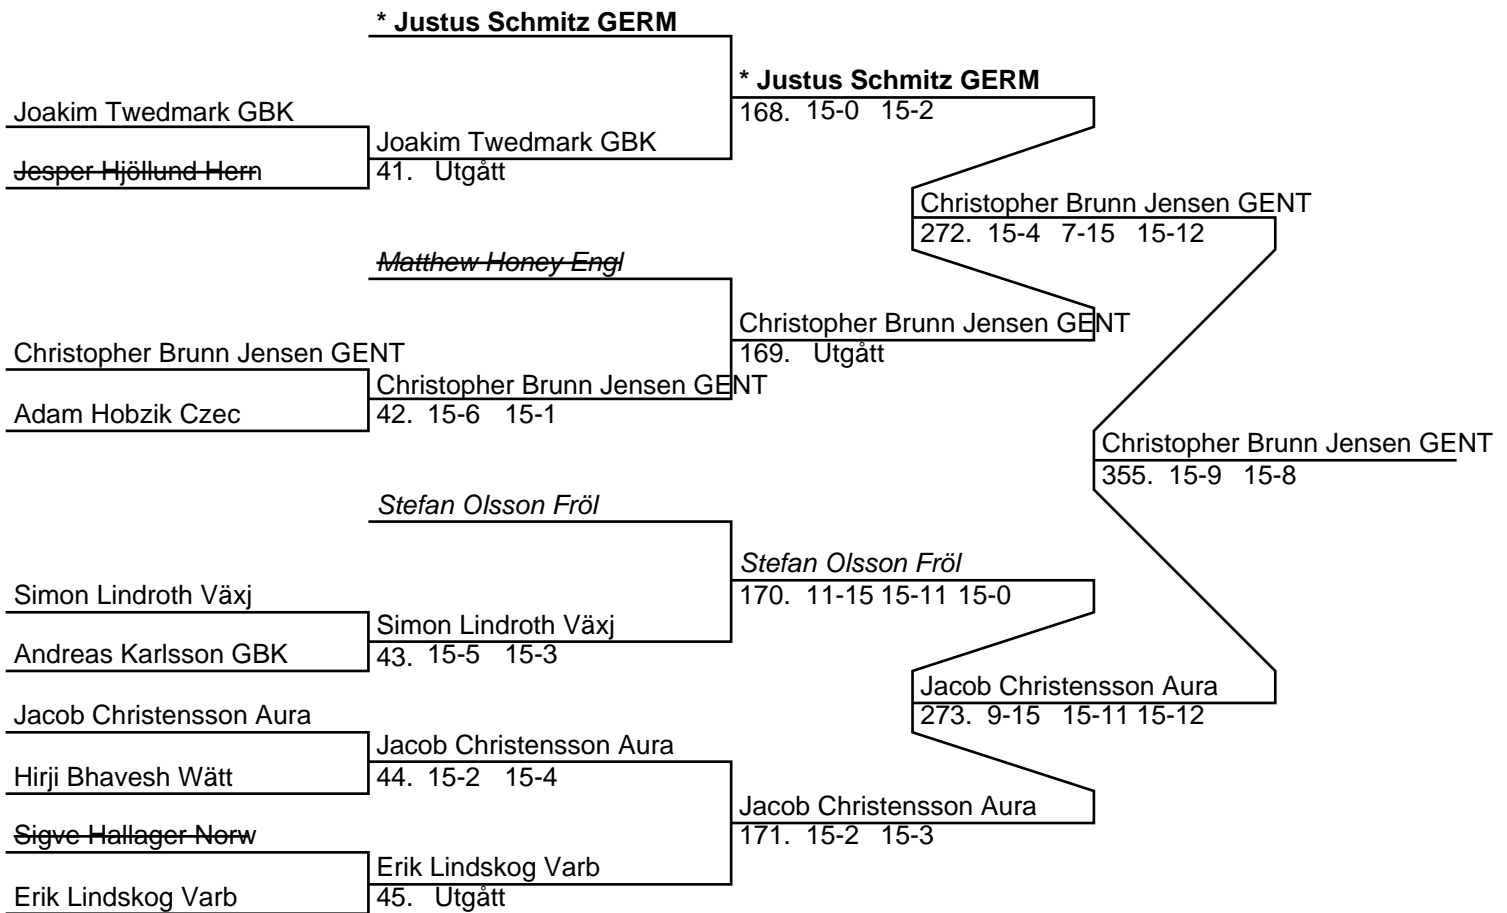 * Justus Schmitz GERM
* Justus Schmitz GERM
168. 15-0 15-2
Joakim Twedmark GBK
Joakim Twedmark GBK
Jesper Hjöllund Hern
41. Utgått
Christopher Brunn Jensen GENT
272. 15-4 7-15 15-12
Matthew Honey Engl
Christopher Brunn Jensen GENT
169. Utgått
Christopher Brunn Jensen GENT
Christopher Brunn Jensen GENT
Adam Hobzik Czec
42. 15-6 15-1
Christopher Brunn Jensen GENT
355. 15-9 15-8
Stefan Olsson Fröl
Stefan Olsson Fröl
170. 11-15 15-11 15-0
Simon Lindroth Växj
Simon Lindroth Växj
Andreas Karlsson GBK
43. 15-5 15-3
Jacob Christensson Aura
273. 9-15 15-11 15-12
Jacob Christensson Aura
Jacob Christensson Aura
Hirji Bhavesh Wätt
44. 15-2 15-4
Jacob Christensson Aura
171. 15-2 15-3
Sigve Hallager Norw
Erik Lindskog Varb
Erik Lindskog Varb
45. Utgått